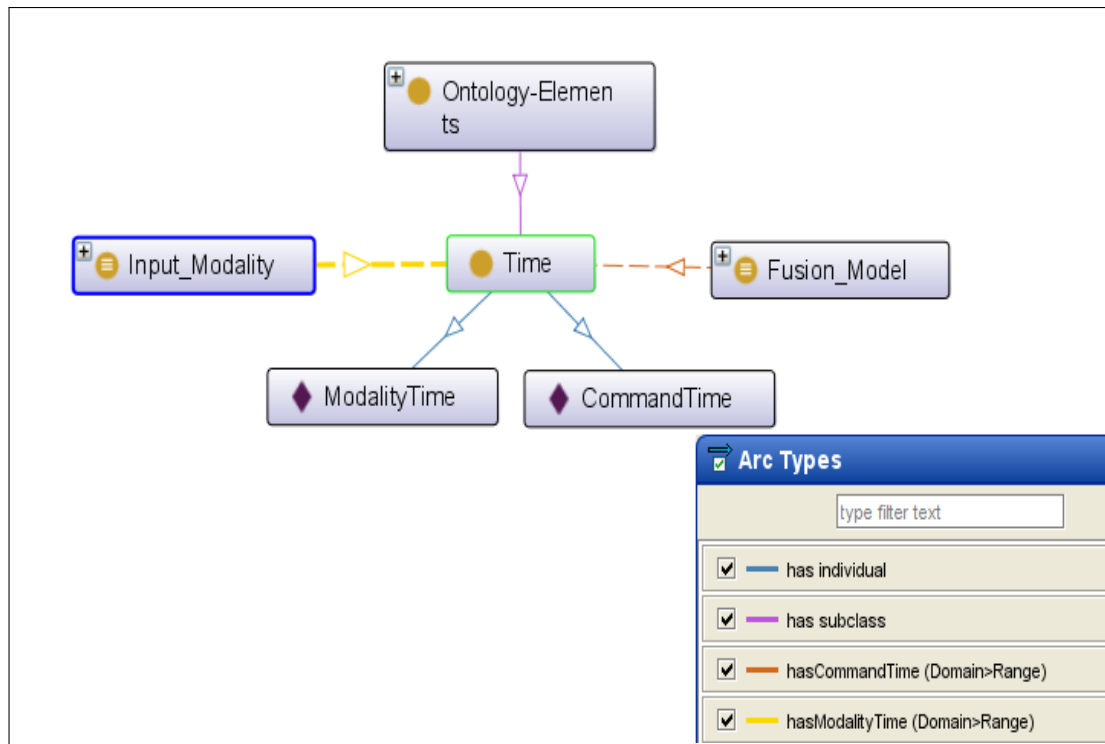 Ontology-Elemen
ts
Input_Modality
Time
Fusion_Model
ModalityTime
CommandTime
Arc Types
type filter text
has individual
has subclass
hasCommandTime (Domain>Range)
hasModalityTime (Domain>Range)